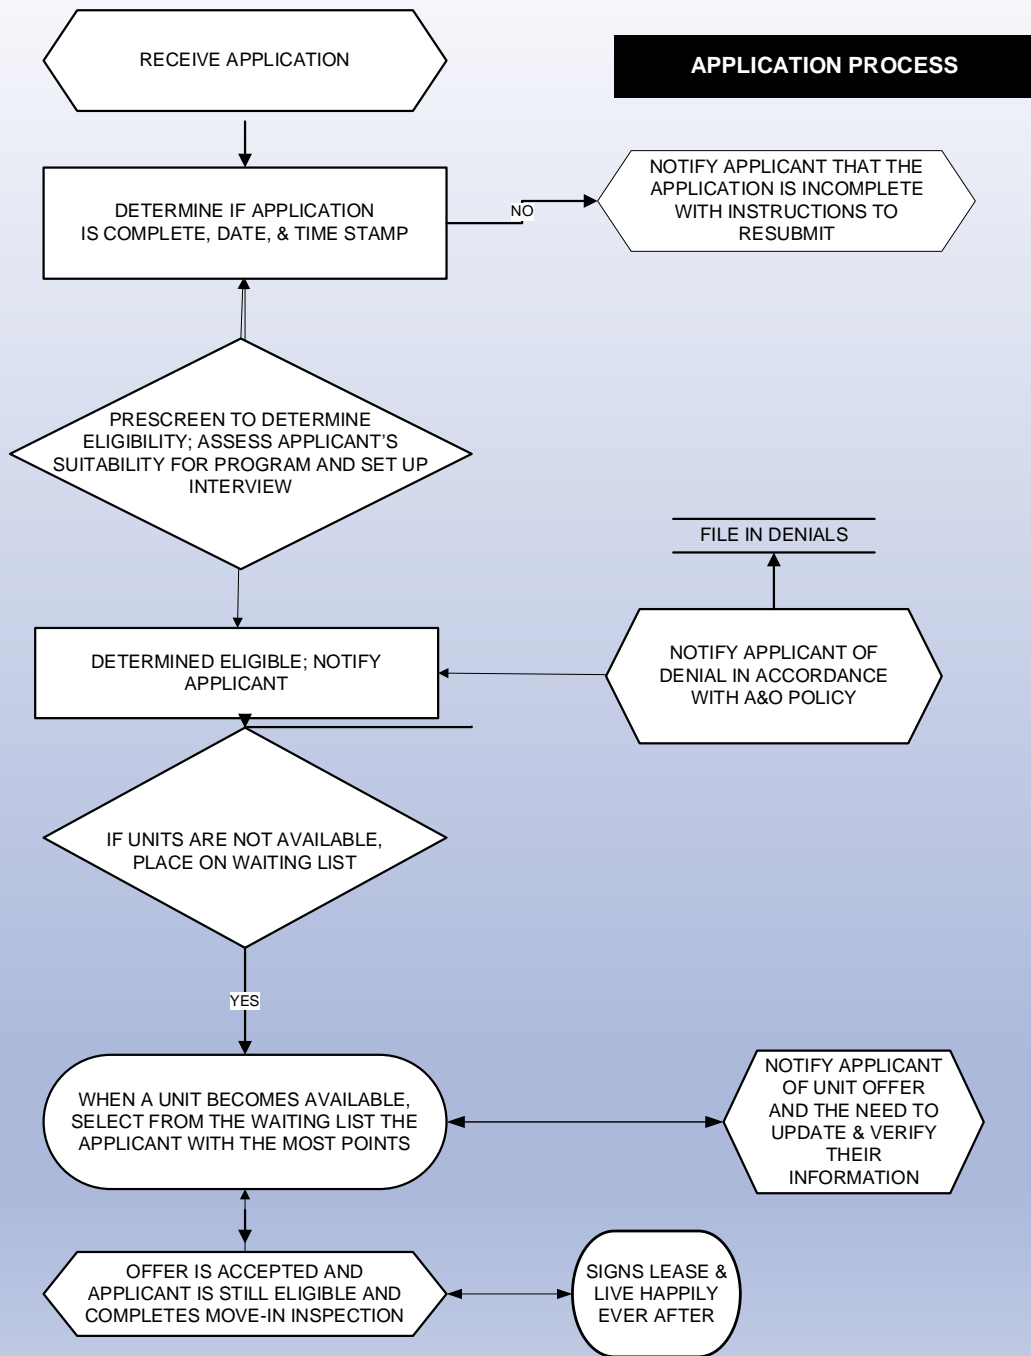 RECEIVE APPLICATION
APPLICATION PROCESS
DETERMINE IF APPLICATION
IS COMPLETE, DATE, & TIME STAMP
NO
NOTIFY APPLICANT THAT THE
APPLICATION IS INCOMPLETE
WITH INSTRUCTIONS TO
RESUBMIT
PRESCREEN TO DETERMINE
ELIGIBILITY; ASSESS APPLICANT’S
SUITABILITY FOR PROGRAM AND SET UP
INTERVIEW
FILE IN DENIALS
DETERMINED ELIGIBLE; NOTIFY
APPLICANT
NOTIFY APPLICANT OF
DENIAL IN ACCORDANCE
WITH A&O POLICY
IF UNITS ARE NOT AVAILABLE,
PLACE ON WAITING LIST
YES
WHEN A UNIT BECOMES AVAILABLE,
SELECT FROM THE WAITING LIST THE
APPLICANT WITH THE MOST POINTS
NOTIFY APPLICANT
OF UNIT OFFER
AND THE NEED TO
UPDATE & VERIFY
THEIR
INFORMATION
OFFER IS ACCEPTED AND
APPLICANT IS STILL ELIGIBLE AND
COMPLETES MOVE-IN INSPECTION
SIGNS LEASE &
LIVE HAPPILY
EVER AFTER